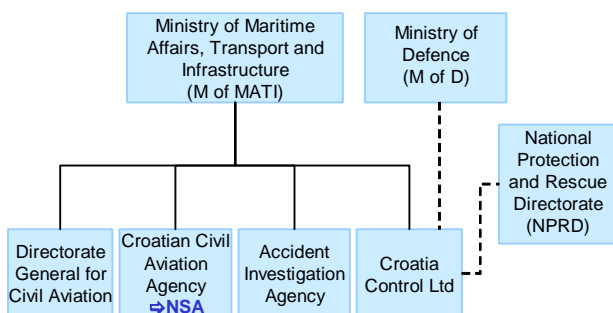 Ministry of Maritime
Affairs, Transport and
Infrastructure
(M of MATI)
Ministry of
Defence
(M of D)
National
Protection
and Rescue
Directorate
(NPRD)
Directorate
General for
Civil Aviation
Croatian Civil
Aviation
Agency
⇨NSA
Accident
Investigation
Agency
Croatia
Control Ltd